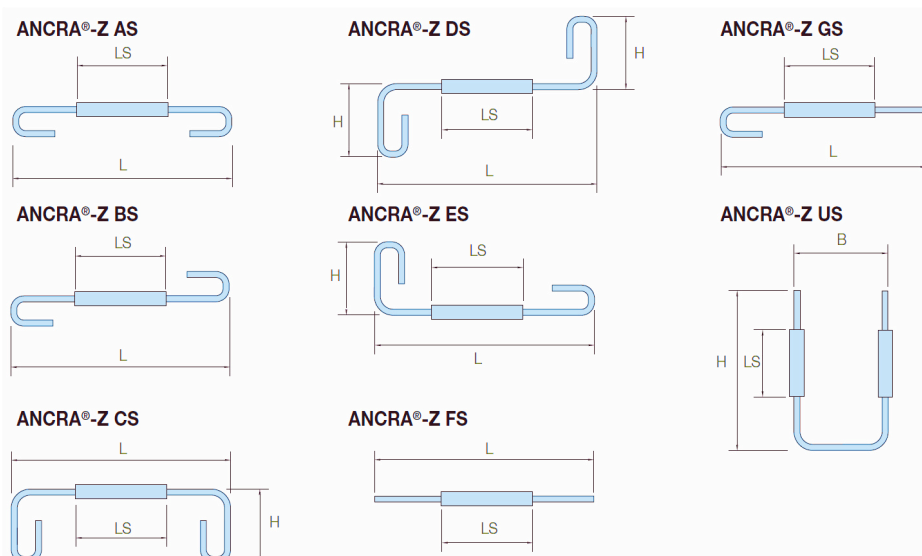 ANCRA®-Z AS
LS
L
ANCRA®-Z DS
H
H
LS
L
ANCRA®-Z GS
LS
L
ANCRA®-Z BS
LS
L
ANCRA®-Z ES
H
LS
L
ANCRA®-Z US
B
H
LS
ANCRA®-Z CS
L
LS
H
ANCRA®-Z FS
L
LS